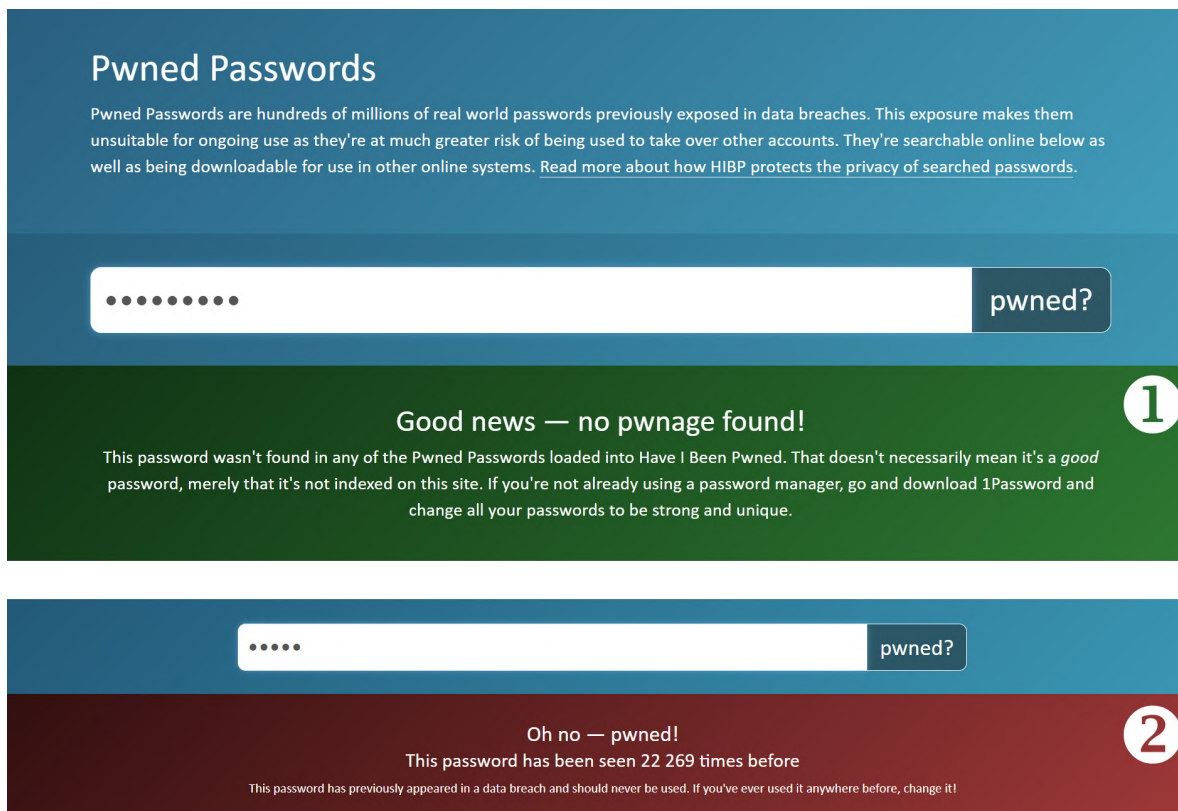 Pwned Passwords
Pwned Passwords are hundreds of millions of real world passwords previously exposed in data breaches. This exposure makes them
unsuitable for ongoing use as they're at much greater risk of being used to take over other accounts. They're searchable online below as
well as being downloadable for use in other online systems. Read more about how HIBP protects the privacy of searched passwords.
•••••••••
pwned?
1
Good news — no pwnage found!
This password wasn't found in any of the Pwned Passwords loaded into Have I Been Pwned. That doesn't necessarily mean it's a good
password, merely that it's not indexed on this site. If you're not already using a password manager, go and download 1Password and
change all your passwords to be strong and unique.
•••••
pwned?
2
Oh no — pwned!
This password has been seen 22 269 times before
This password has previously appeared in a data breach and should never be used. If you've ever used it anywhere before, change it!